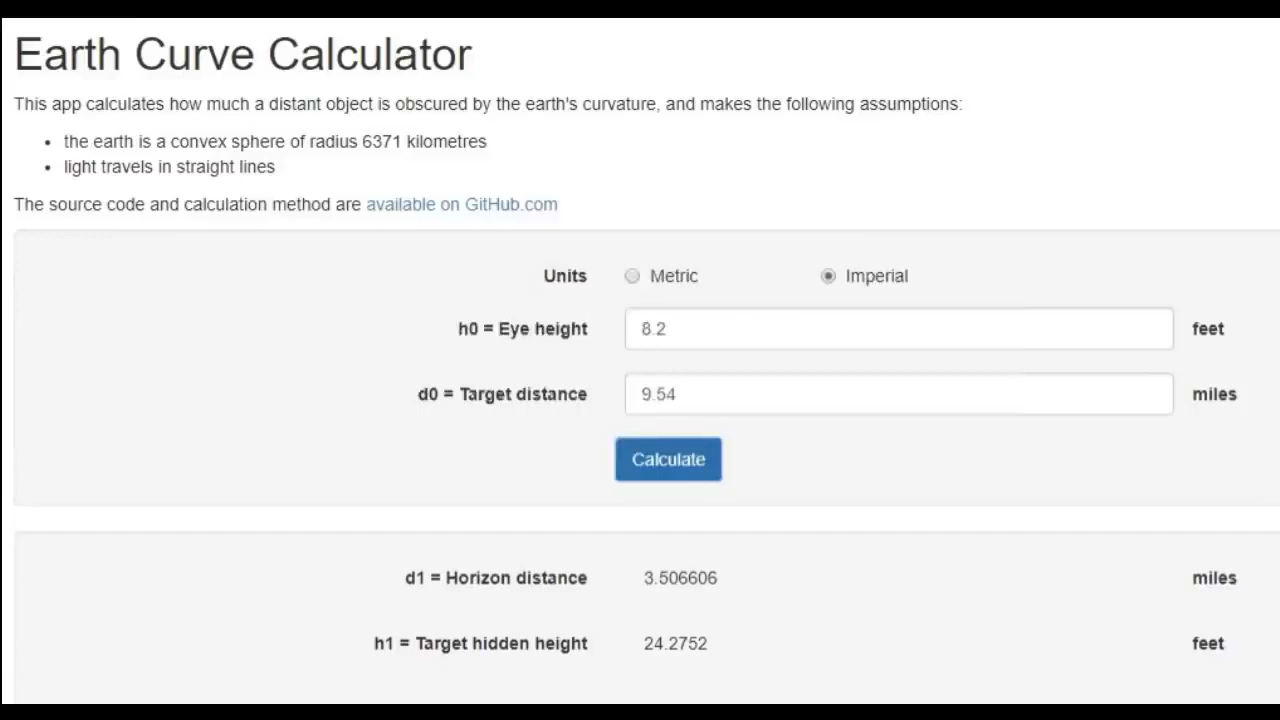 Earth Curve Calculator
This app calculates how much a distant object is obscured by the earth's curvature, and makes the following assumptions:
• the earth is a convex sphere of radius 6371 kilometres
• light travels in straight lines
The source code and calculation method are available on GitHub.com
Units Metric Imperial
h0 = Eye height 8.2 feet
d0 = Target distance 9.54 miles
Calculate
d1 = Horizon distance 3.506606 miles
h1 = Target hidden height 24.2752 feet